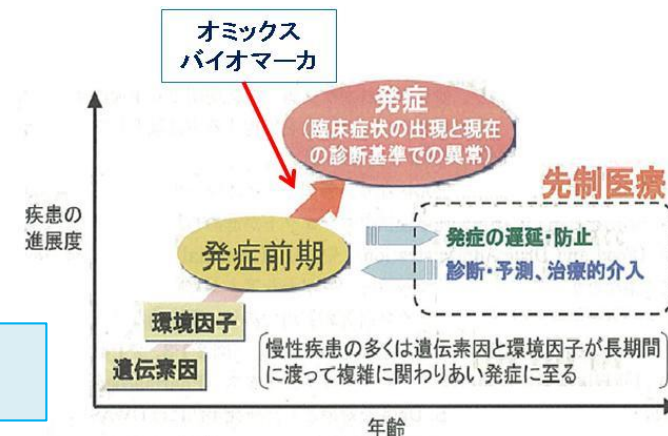 オミックス
バイオマーカ
発症
(臨床症状の出現と現在
の診断基準での異常)
先制医療
疾患の
進展度
発症前期
発症の遅延・防止
診断・予測、治療的介入
環境因子
遺伝素因
慢性疾患の多くは遺伝素因と環境因子が長期間
に渡って複雑に関わりあい発症に至る
年齢